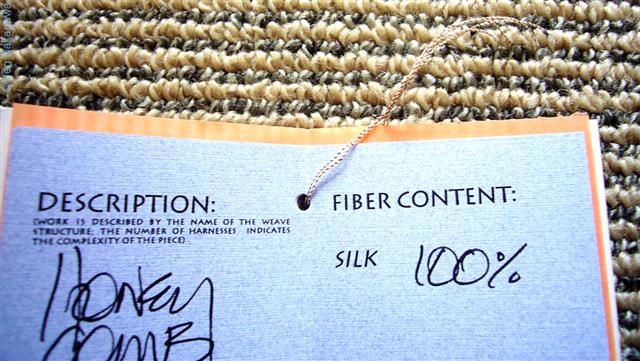 DESCRIPTION:
(WORK IS DESCRIBED BY THE NAME OF THE WEAVE
STRUCTURE; THE NUMBER OF HARNESSES INDICATES
THE COMPLEXITY OF THE PIECE)
HONEY
COMB
FIBER CONTENT:
SILK 100%